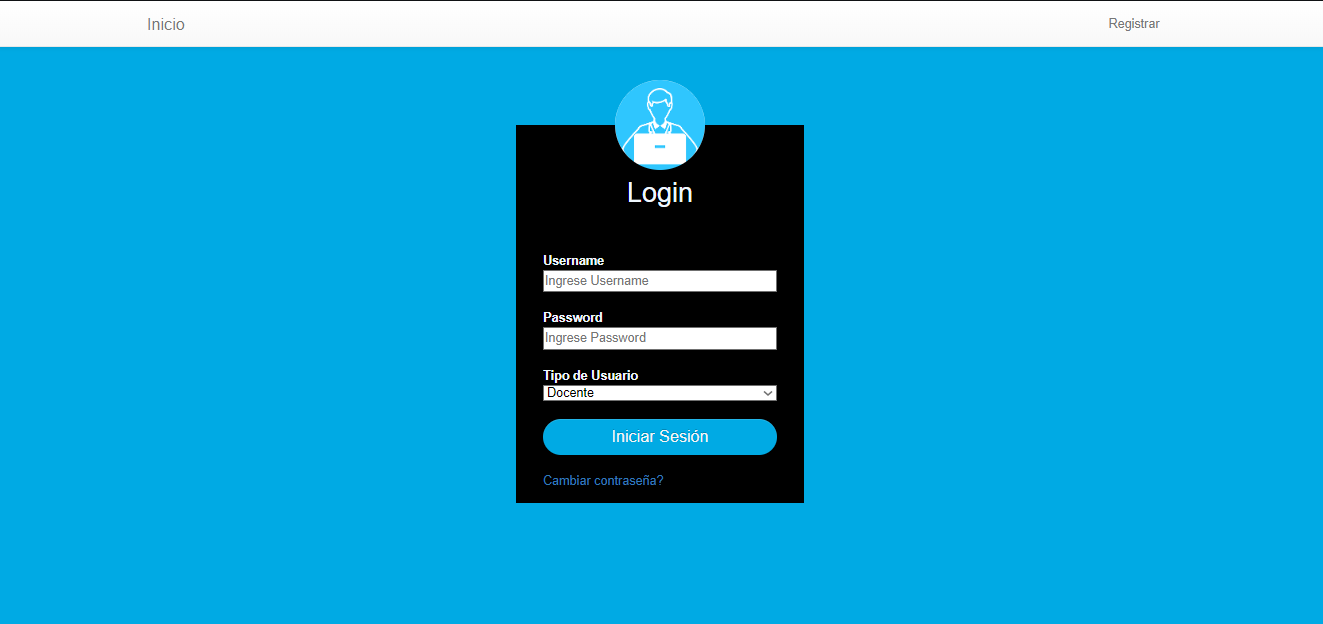 Inicio
Registrar
Login
Username
Ingrese Username
Password
Ingrese Password
Tipo de Usuario
Docente
Iniciar Sesión
Cambiar contraseña?